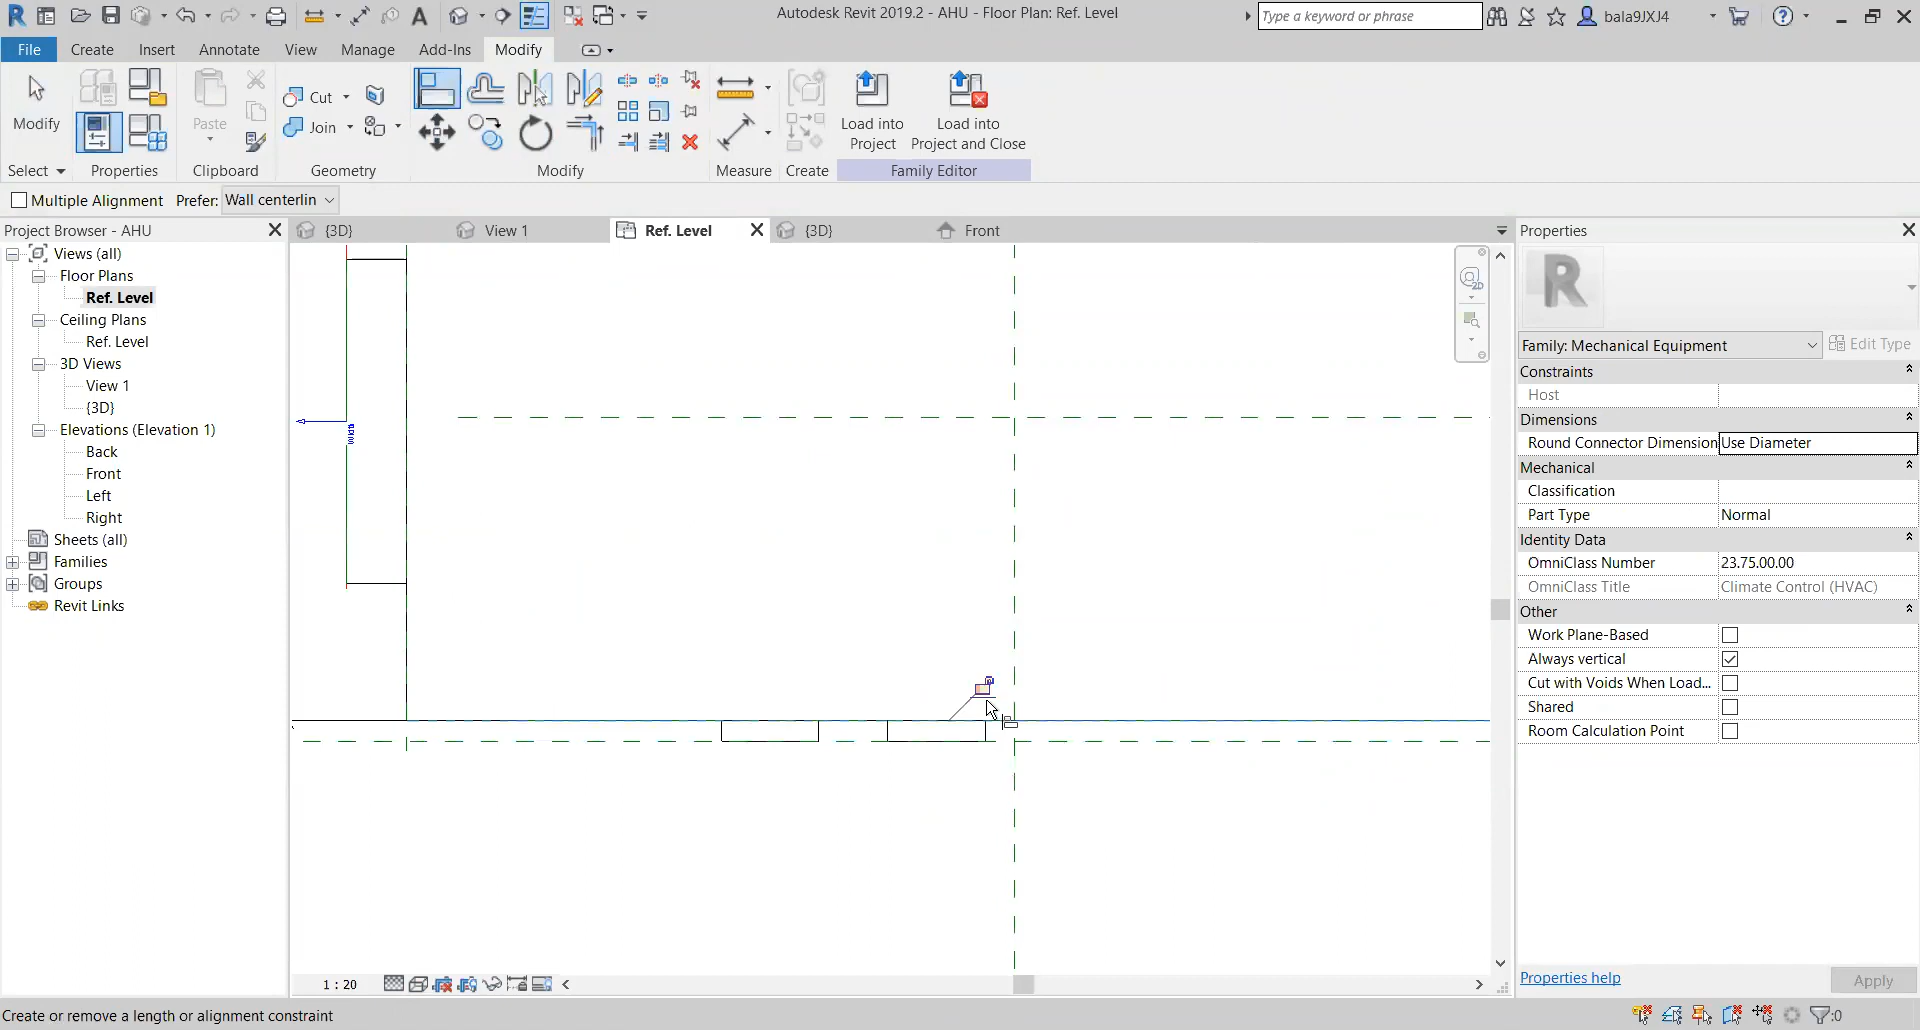 Autodesk Revit 2019.2 - AHU - Floor Plan: Ref. Level
Type a keyword or phrase
bala9JXJ4
File Create Insert Annotate View Manage Add-Ins Modify
Modify
Paste
Cut
Join
Load into Project
Load into Project and Close
Select Properties Clipboard Geometry Modify Measure Create Family Editor
Multiple Alignment Prefer: Wall centerlin
Project Browser - AHU
{3D} View 1 Ref. Level {3D} Front
Properties
Views (all)
Floor Plans
Ref. Level
Ceiling Plans
Ref. Level
3D Views
View 1
{3D}
Elevations (Elevation 1)
Back
Front
Left
Right
Sheets (all)
Families
Groups
Revit Links
2D
Family: Mechanical Equipment Edit Type
Constraints
Host
Dimensions
Round Connector Dimension Use Diameter
Mechanical
Classification
Part Type Normal
Identity Data
OmniClass Number 23.75.00.00
OmniClass Title Climate Control (HVAC)
Other
Work Plane-Based
Always vertical
Cut with Voids When Load...
Shared
Room Calculation Point
Properties help Apply
1 : 20
Create or remove a length or alignment constraint
:0